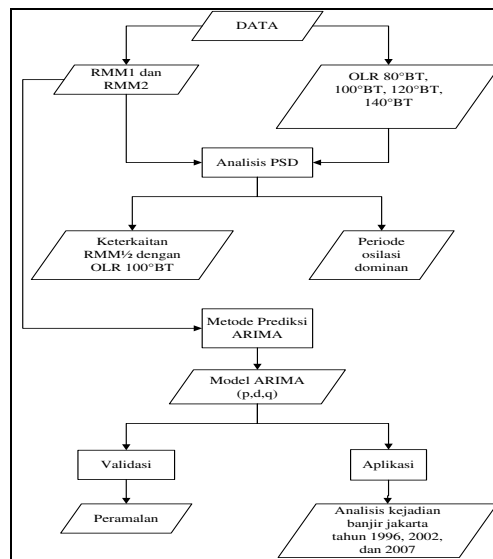 DATA
RMM1 dan
RMM2
OLR 80°BT,
100°BT, 120°BT,
140°BT
Analisis PSD
Keterkaitan
RMM½ dengan
OLR 100°BT
Periode
osilasi
dominan
Metode Prediksi
ARIMA
Model ARIMA
(p,d,q)
Validasi
Aplikasi
Peramalan
Analisis kejadian
banjir jakarta
tahun 1996, 2002,
dan 2007